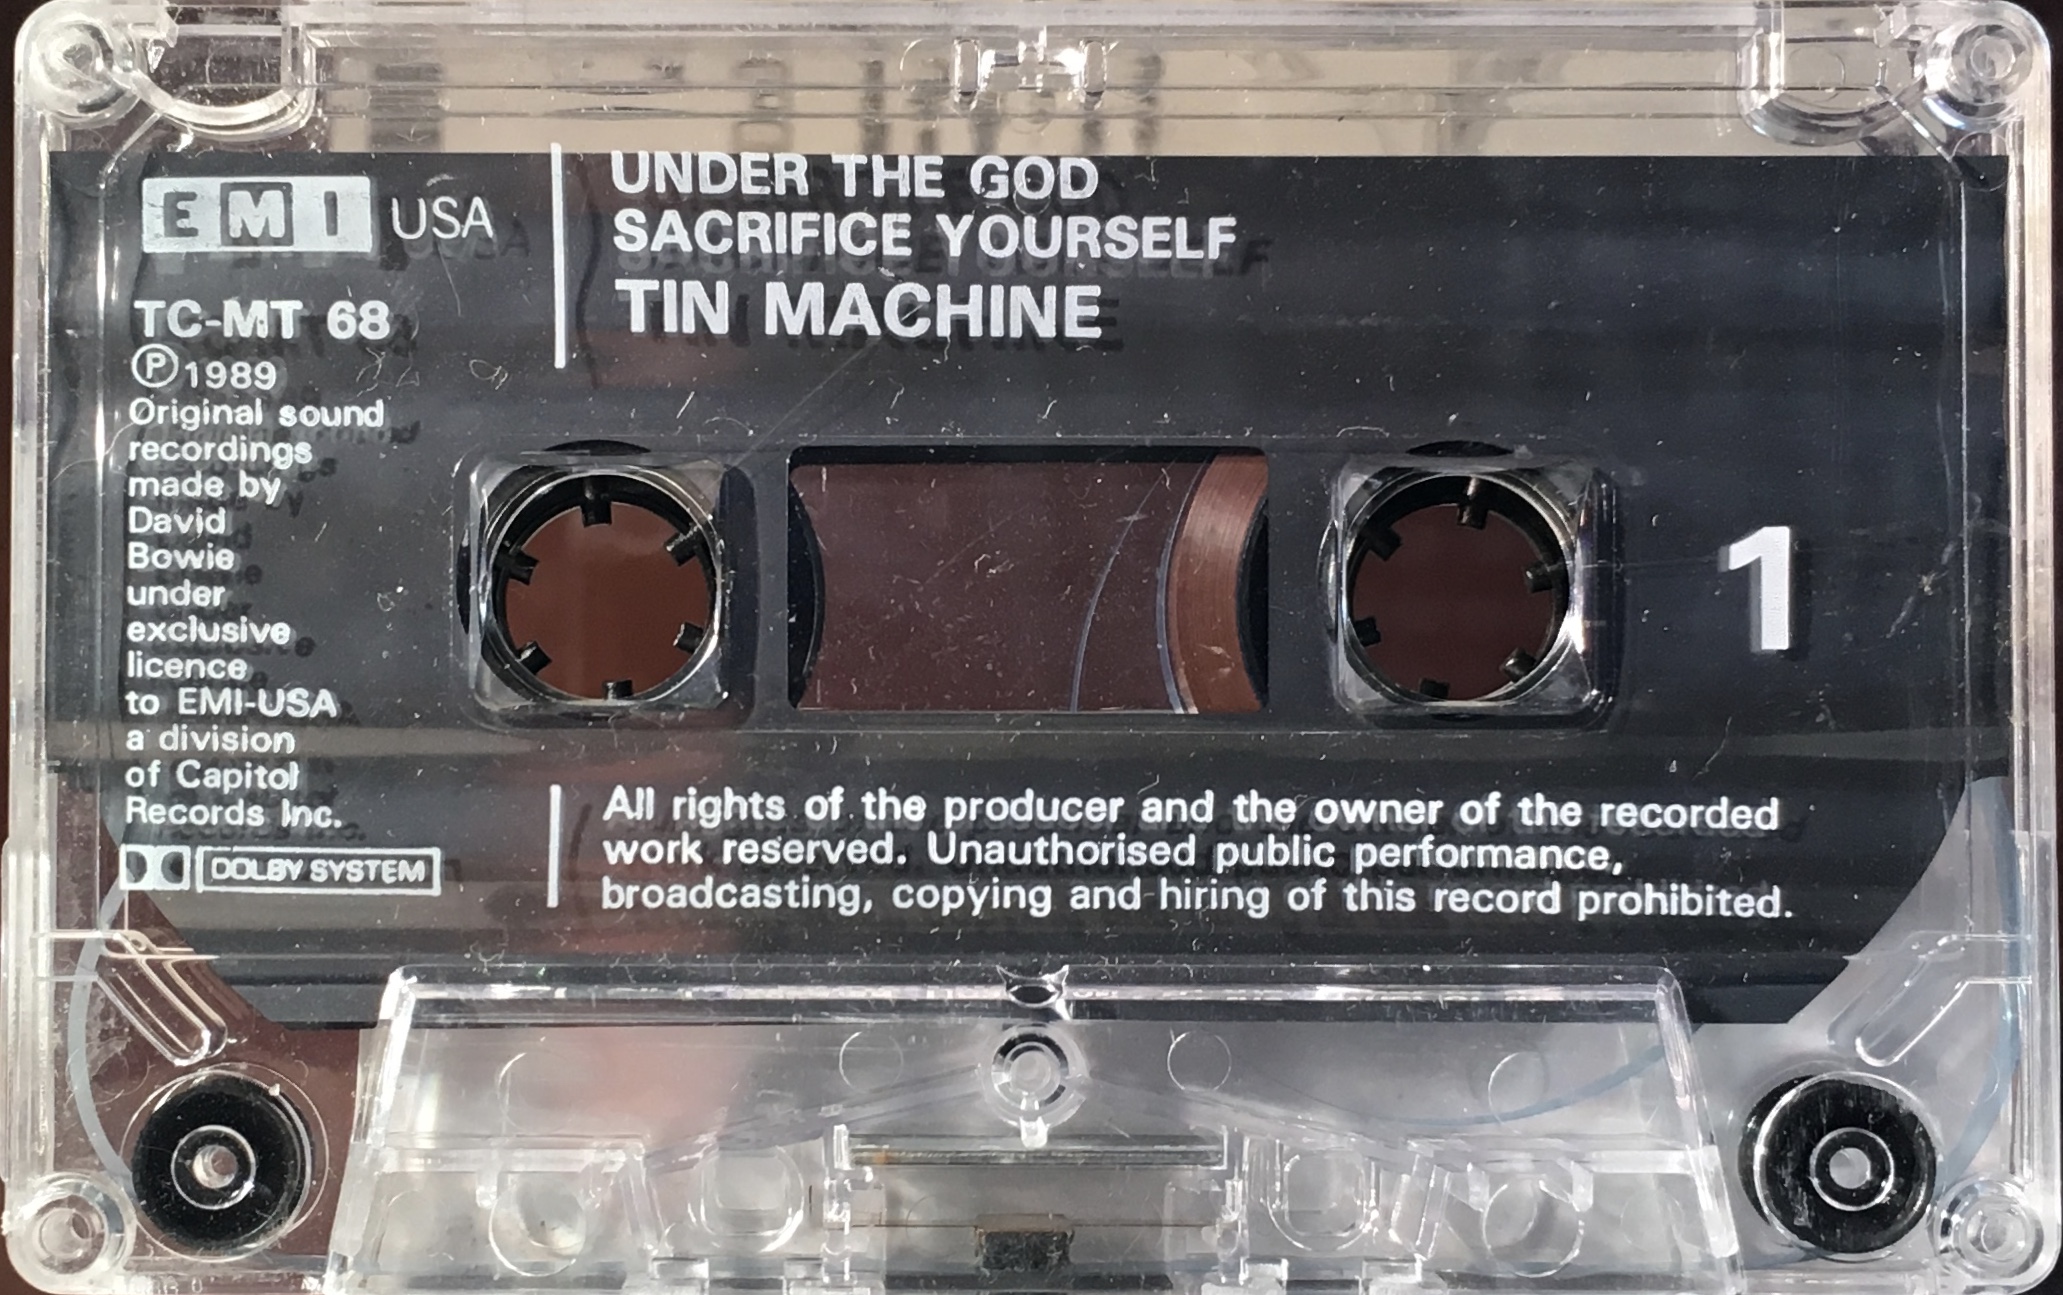 EMI USA
TC-MT 68
Ⓟ1989
Original sound
recordings
made by
David
Bowie
under
exclusive
licence
to EMI-USA
a division
of Capitol
Records Inc.
DOLBY SYSTEM
UNDER THE GOD
SACRIFICE YOURSELF
TIN MACHINE
1
All rights of the producer and the owner of the recorded
work reserved. Unauthorised public performance,
broadcasting, copying and hiring of this record prohibited.